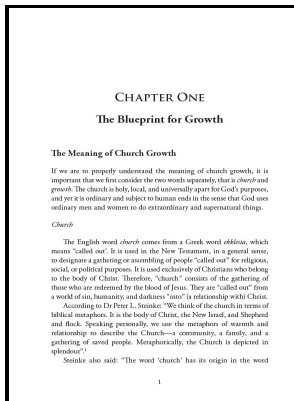 CHAPTER ONE
The Blueprint for Growth
The Meaning of Church Growth
If we are to properly understand the meaning of church growth, it is
important that we first consider the two words separately, that is church and
growth. The church is holy, local, and universally apart for God's purposes,
and yet it is ordinary and subject to human ends in the sense that God uses
ordinary men and women to do extraordinary and supernatural things.
Church
The English word church comes from a Greek word ekklesia, which
means "called out'. It is used in the New Testament, in a general sense,
to designate a gathering or assembling of people "called out" for religious,
social, or political purposes. It is used exclusively of Christians who belong
to the body of Christ. Therefore, "church" consists of the gathering of
those who are redeemed by the blood of Jesus. They are "called out" from
a world of sin, humanity, and darkness "into" (a relationship with) Christ.
According to Dr Peter L. Steinke: "We think of the church in terms of
biblical metaphors. It is the body of Christ, the New Israel, and Shepherd
and flock. Speaking personally, we use the metaphor of warmth and
relationship to describe the Church—a community, a family, and a
gathering of saved people. Metaphorically, the Church is depicted in
splendour".¹
Steinke also said: "The word 'church' has its origin in the word
1